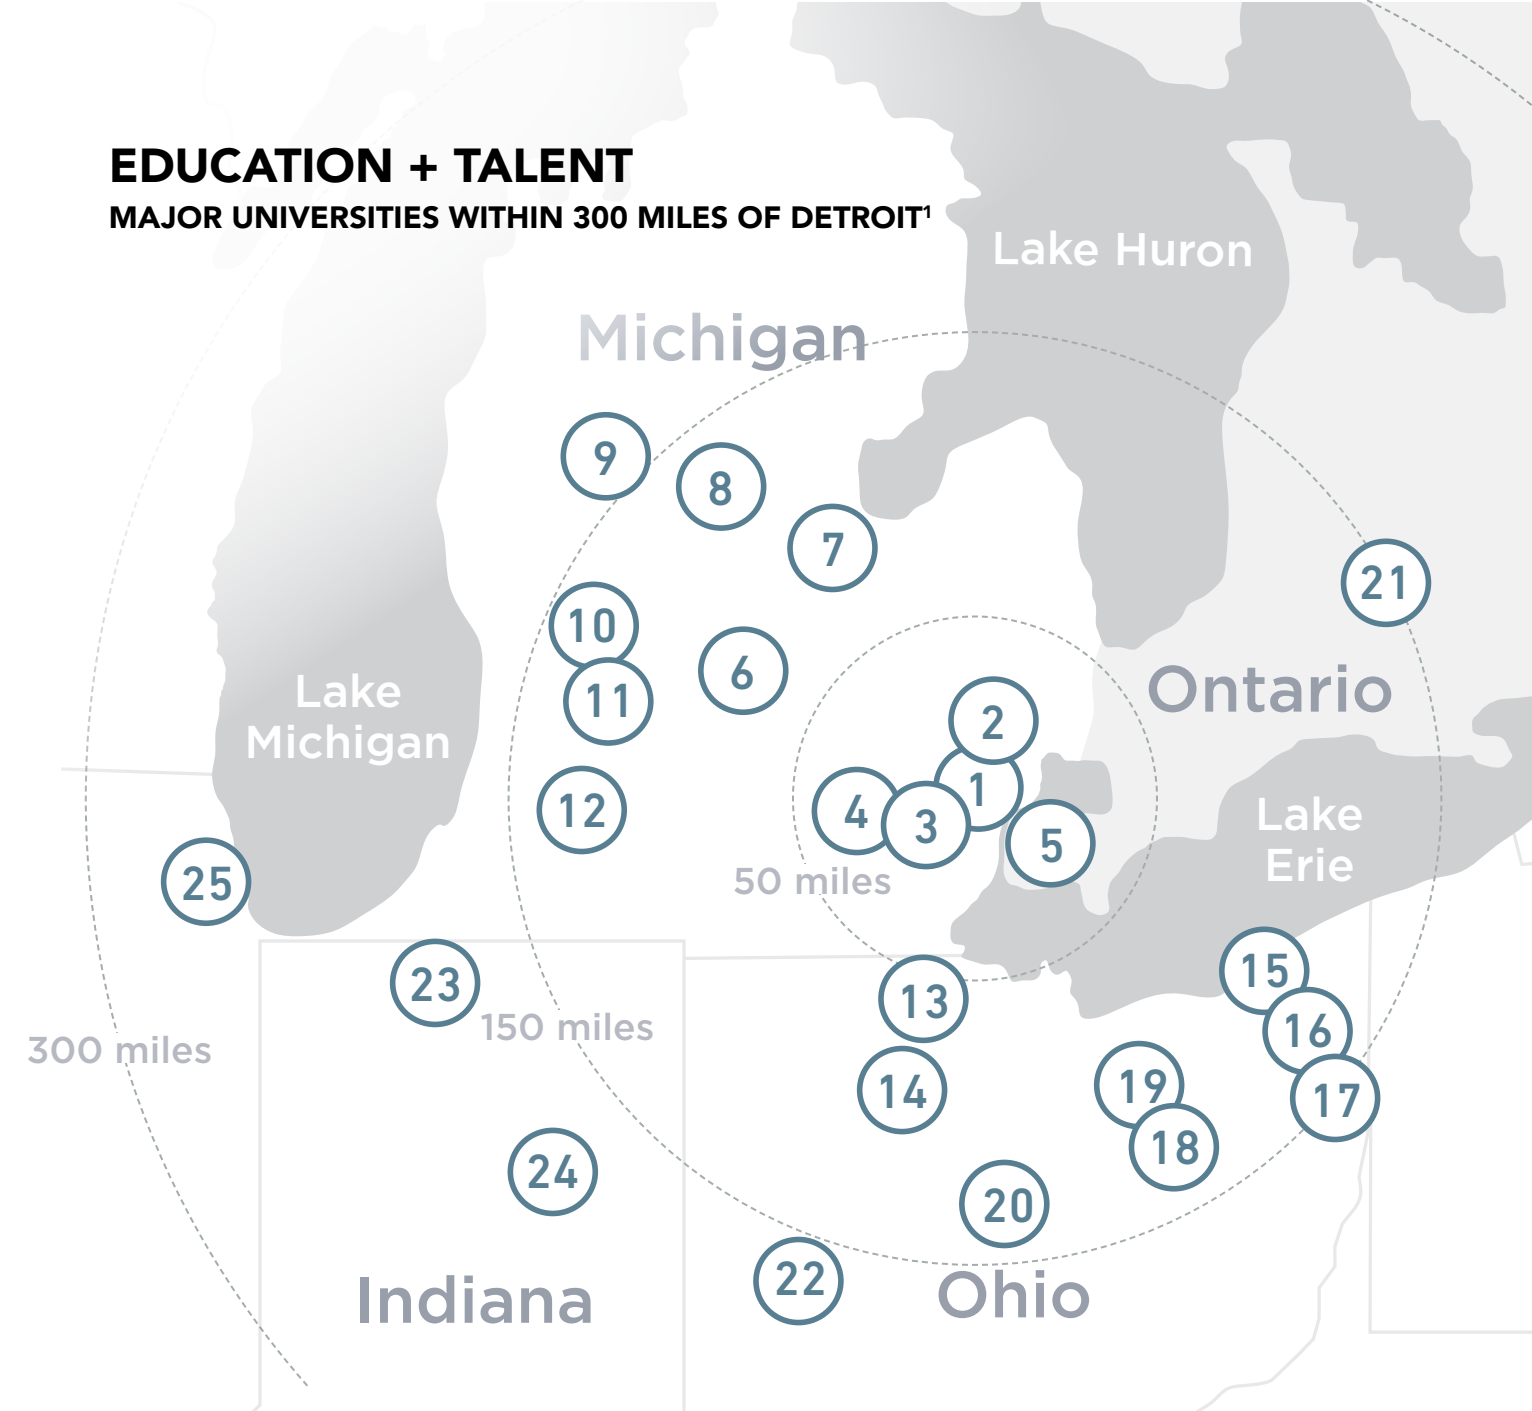 EDUCATION + TALENT
MAJOR UNIVERSITIES WITHIN 300 MILES OF DETROIT¹
Lake Huron
Michigan
9
8
7
21
10
6
11
Ontario
Lake
Michigan
2
1
4
3
5
12
Lake
Erie
50 miles
25
23
13
15
150 miles
16
300 miles
14
19
17
18
24
20
22
Indiana
Ohio